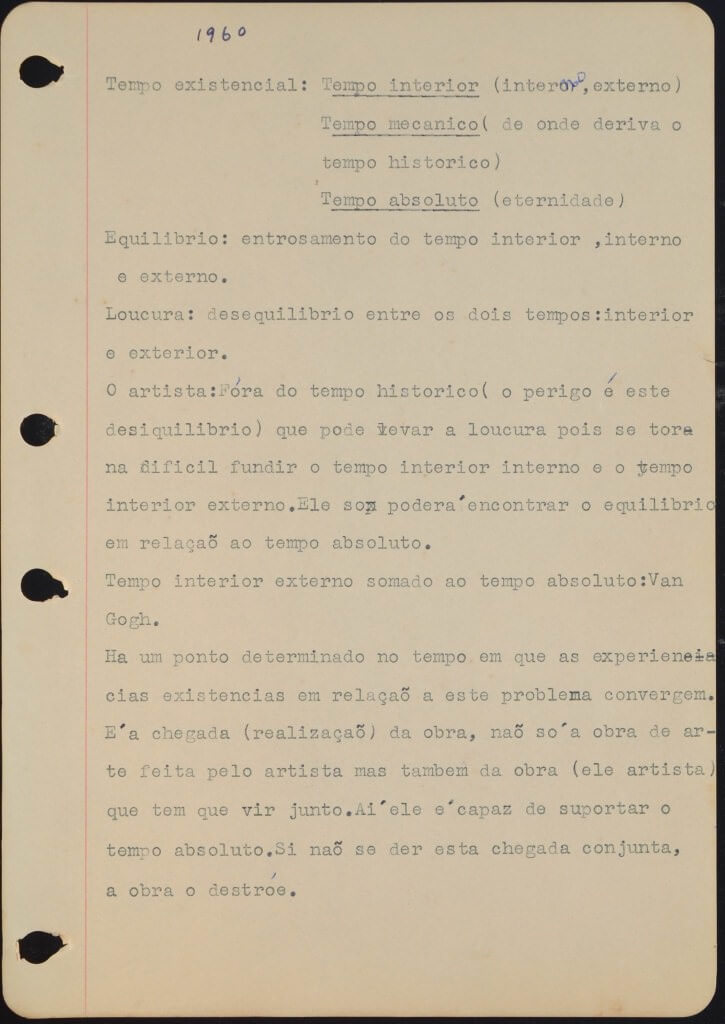 1960
Tempo existencial: Tempo interior (interno, externo)
Tempo mecanico( de onde deriva o
tempo historico)
Tempo absoluto (eternidade)
Equilibrio: entrosamento do tempo interior ,interno
e externo.
Loucura: desequilibrio entre os dois tempos:interior
e exterior.
O artista:Fóra do tempo historico( o perigo é este
desiquilibrio) que pode levar a loucura pois se tor
na dificil fundir o tempo interior interno e o tempo
interior externo.Ele so poderá encontrar o equilibrio
em relaçaõ ao tempo absoluto.
Tempo interior externo somado ao tempo absoluto:Van
Gogh.
Ha um ponto determinado no tempo em que as experien
cias existencias em relaçaõ a este problema convergem.
E´a chegada (realizaçaõ) da obra, naõ so´a obra de ar-
te feita pelo artista mas tambem da obra (ele artista)
que tem que vir junto.Ai´ele e´capaz de suportar o
tempo absoluto.Si naõ se der esta chegada conjunta,
a obra o destróe.